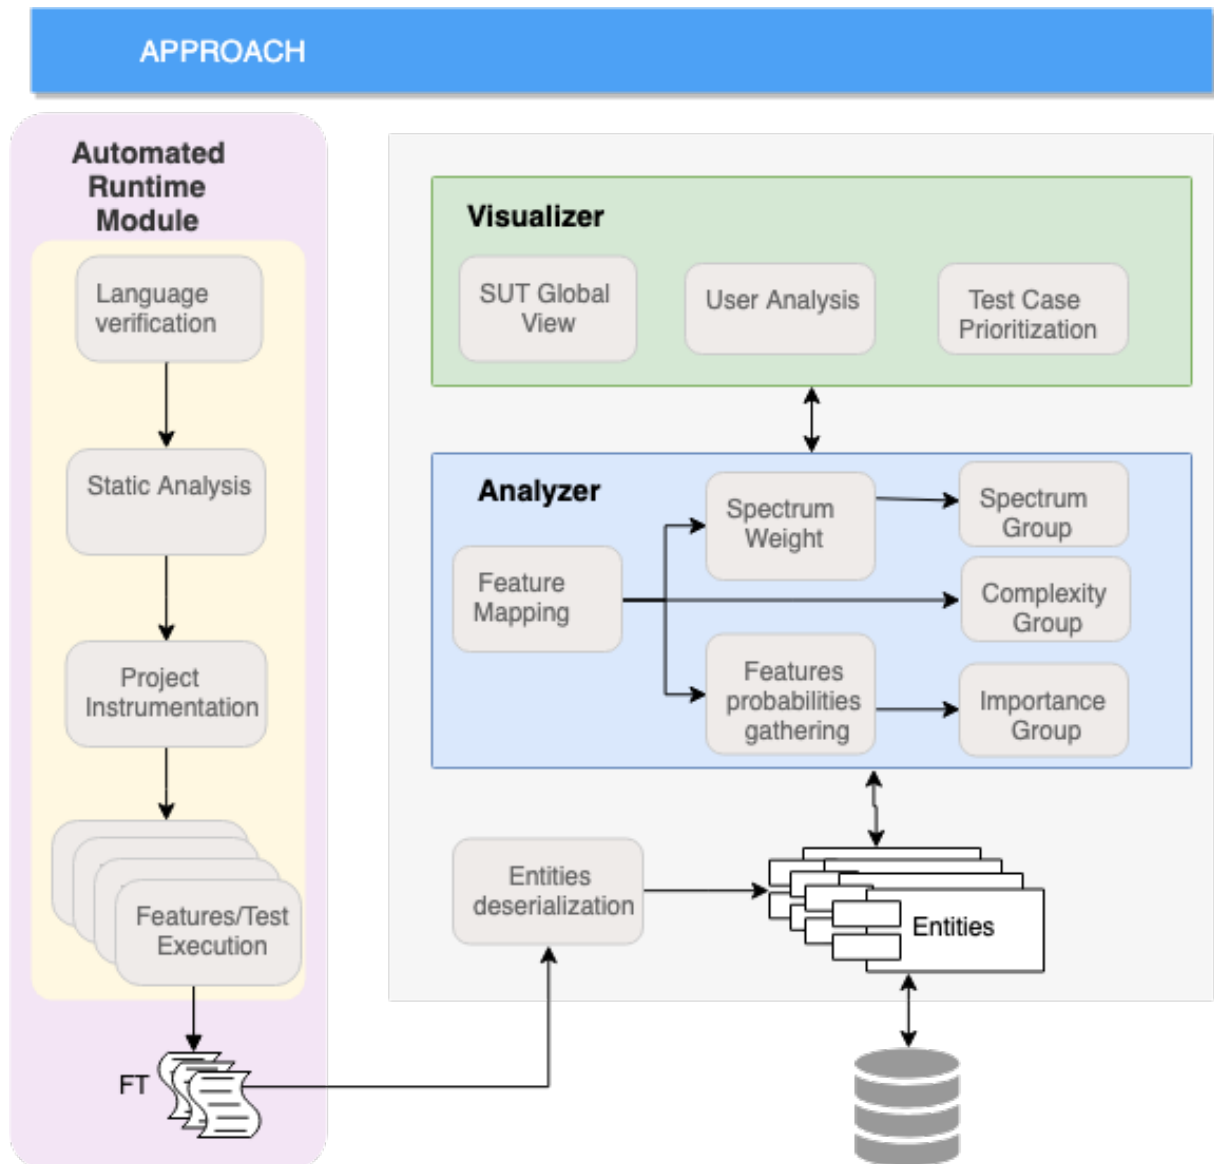 APPROACH
Automated
Runtime
Module
Language
verification
Static Analysis
Project
Instrumentation
Features/Test
Execution
FT
Visualizer
SUT Global
View
User Analysis
Test Case
Prioritization
Analyzer
Feature
Mapping
Spectrum
Weight
Features
probabilities
gathering
Spectrum
Group
Complexity
Group
Importance
Group
Entities
deserialization
Entities